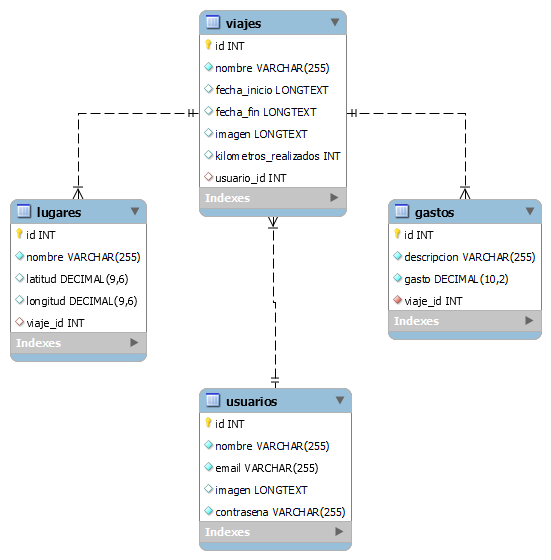 viajes
id INT
nombre VARCHAR(255)
fecha_inicio LONGTEXT
fecha_fin LONGTEXT
imagen LONGTEXT
kilometros_realizados INT
usuario_id INT
Indexes
lugares
id INT
nombre VARCHAR(255)
latitud DECIMAL(9,6)
longitud DECIMAL(9,6)
viaje_id INT
Indexes
gastos
id INT
descripcion VARCHAR(255)
gasto DECIMAL(10,2)
viaje_id INT
Indexes
usuarios
id INT
nombre VARCHAR(255)
email VARCHAR(255)
imagen LONGTEXT
contrasena VARCHAR(255)
Indexes